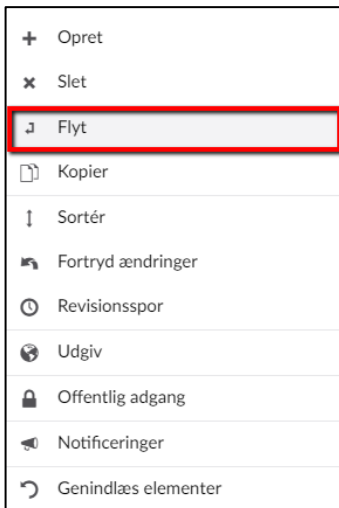 Opret
Slet
Flyt
Kopier
Sortér
Fortryd ændringer
Revisionsspor
Udgiv
Offentlig adgang
Notificeringer
Genindlæs elementer